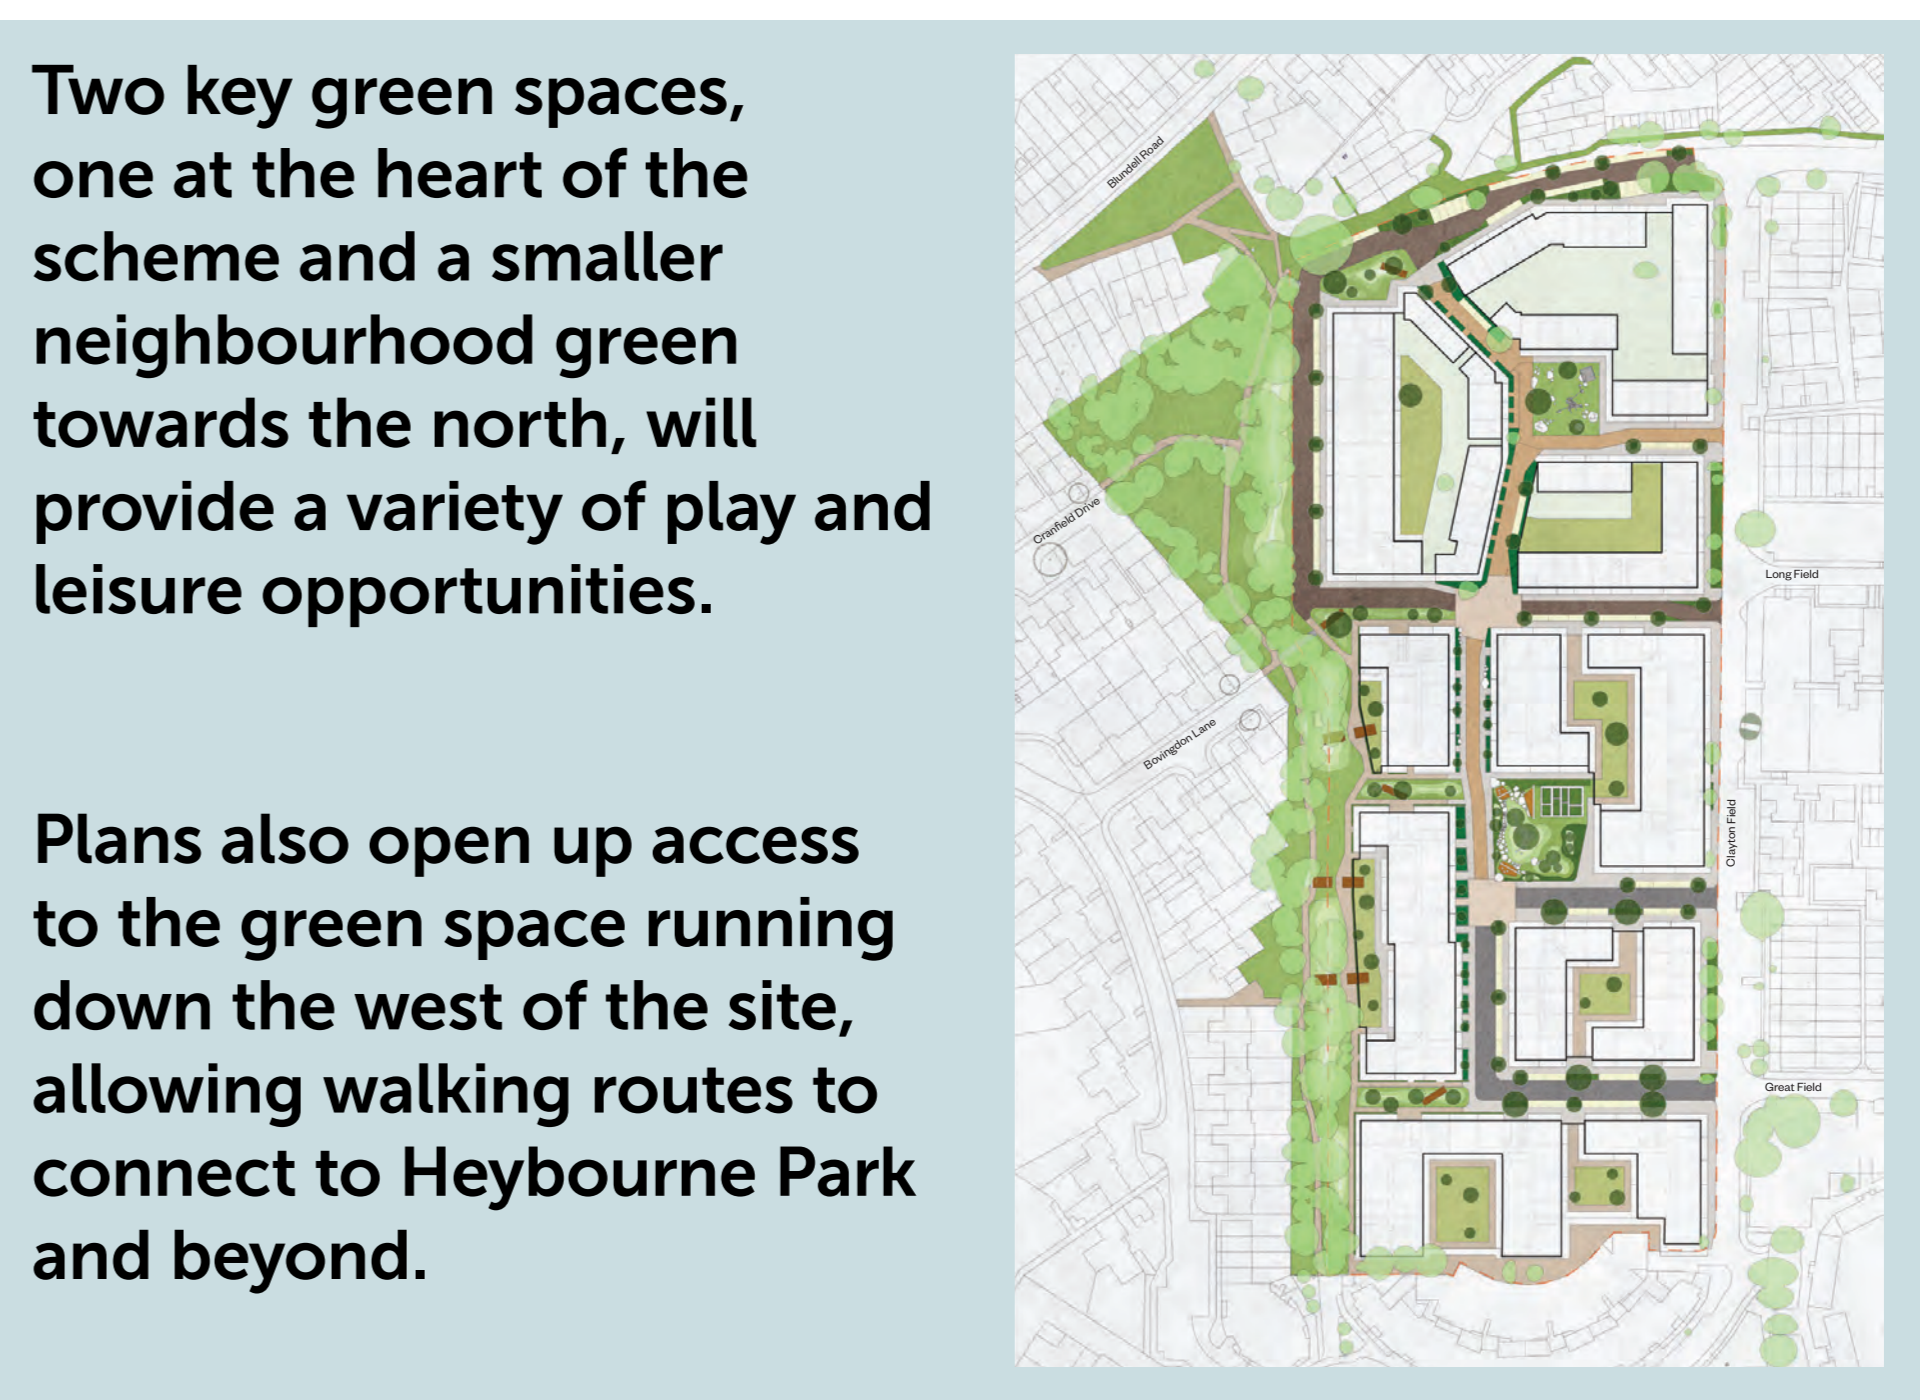 Two key green spaces,
one at the heart of the
scheme and a smaller
neighbourhood green
towards the north, will
provide a variety of play and
leisure opportunities.
Plans also open up access
to the green space running
down the west of the site,
allowing walking routes to
connect to Heybourne Park
and beyond.
Blundell Road
Cranfield Drive
Long Field
Bovingdon Lane
Clayton Field
Great Field